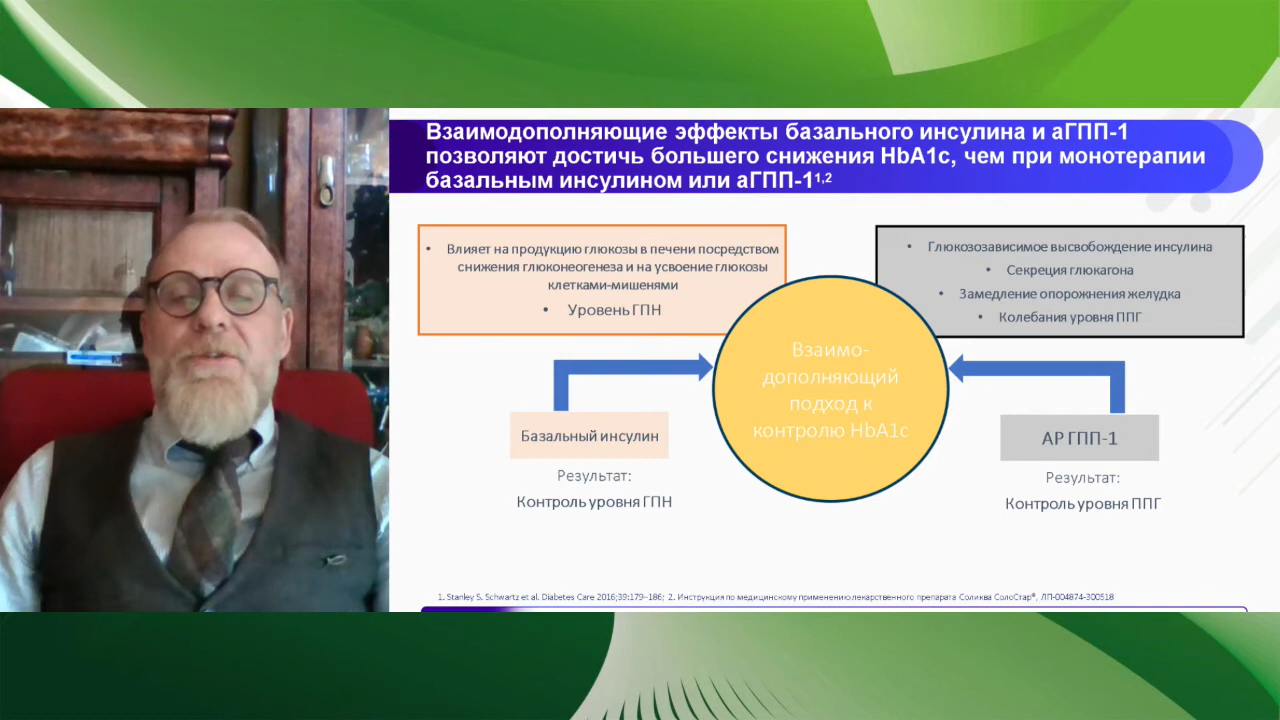 Взаимодополняющие эффекты базального инсулина и аГПП-1
позволяют достичь большего снижения HbA1c, чем при монотерапии
базальным инсулином или аГПП-1¹,²
• Влияет на продукцию глюкозы в печени посредством
снижения глюконеогенеза и на усвоение глюкозы
клетками-мишенями
• Уровень ГПН
• Глюкозозависимое высвобождение инсулина
• Секреция глюкагона
• Замедление опорожнения желудка
• Колебания уровня ППГ
Взаимо-
дополняющий
подход к
контролю HbA1c
Базальный инсулин
Результат:
Контроль уровня ГПН
АР ГПП-1
Результат:
Контроль уровня ППГ
1. Stanley S. Schwartz et al. Diabetes Care 2016;39:179–186; 2. Инструкция по медицинскому применению лекарственного препарата Соликва СолоСтар®, ЛП-004874-300518